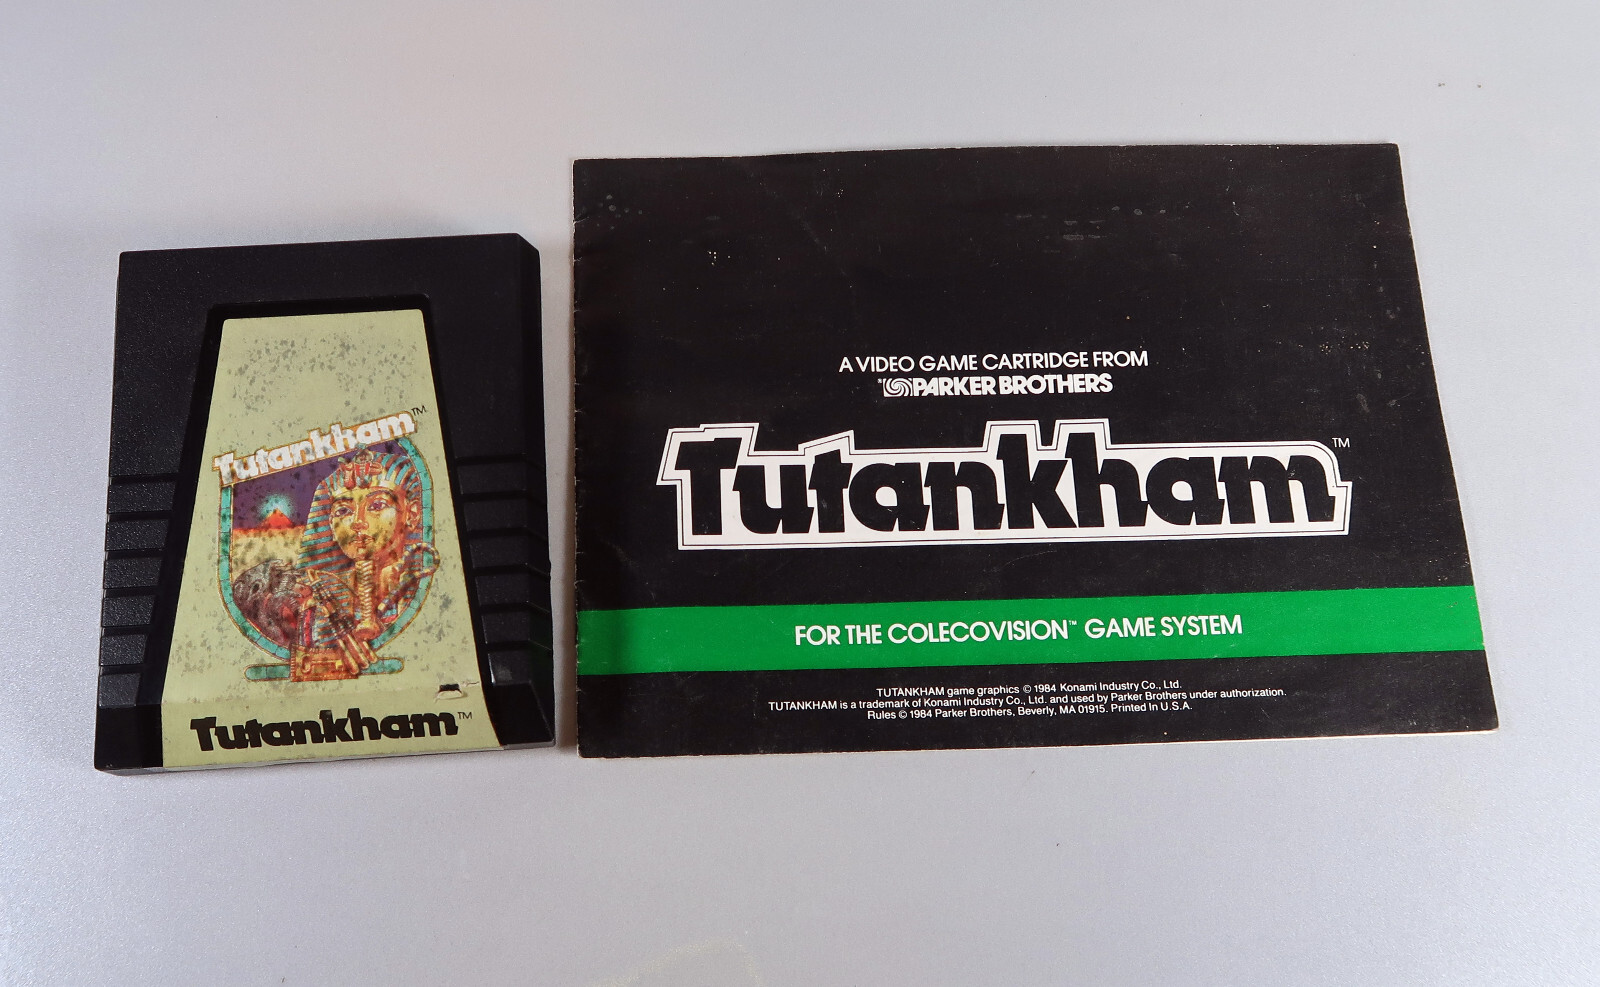 Tutankham™
Tutankham™
A VIDEO GAME CARTRIDGE FROM
PARKER BROTHERS
Tutankham™
FOR THE COLECOVISION™ GAME SYSTEM
TUTANKHAM game graphics © 1984 Konami Industry Co., Ltd.
TUTANKHAM is a trademark of Konami Industry Co., Ltd. and used by Parker Brothers under authorization.
Rules © 1984 Parker Brothers, Beverly, MA 01915. Printed In U.S.A.